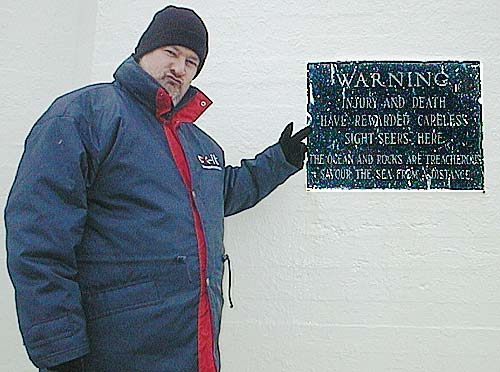 WARNING
INJURY AND DEATH
HAVE REWARDED CARELESS
SIGHT-SEERS HERE
THE OCEAN AND ROCKS ARE TREACHEROUS
SAVOUR THE SEA FROM A DISTANCE